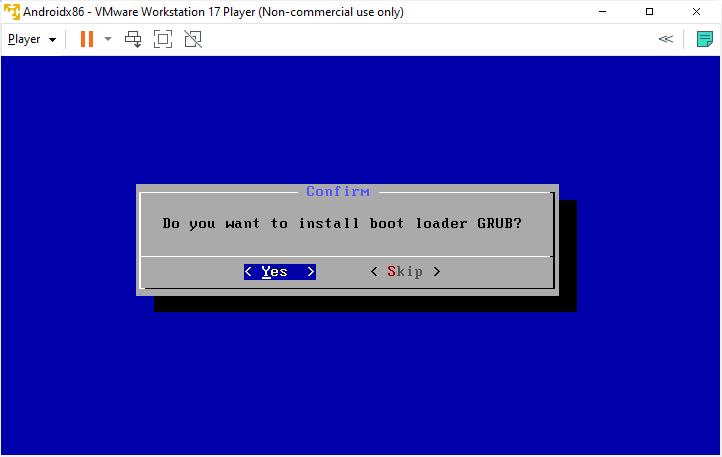 Androidx86 - VMware Workstation 17 Player (Non-commercial use only)
Player
Confirm
Do you want to install boot loader GRUB?
< Yes > < Skip >